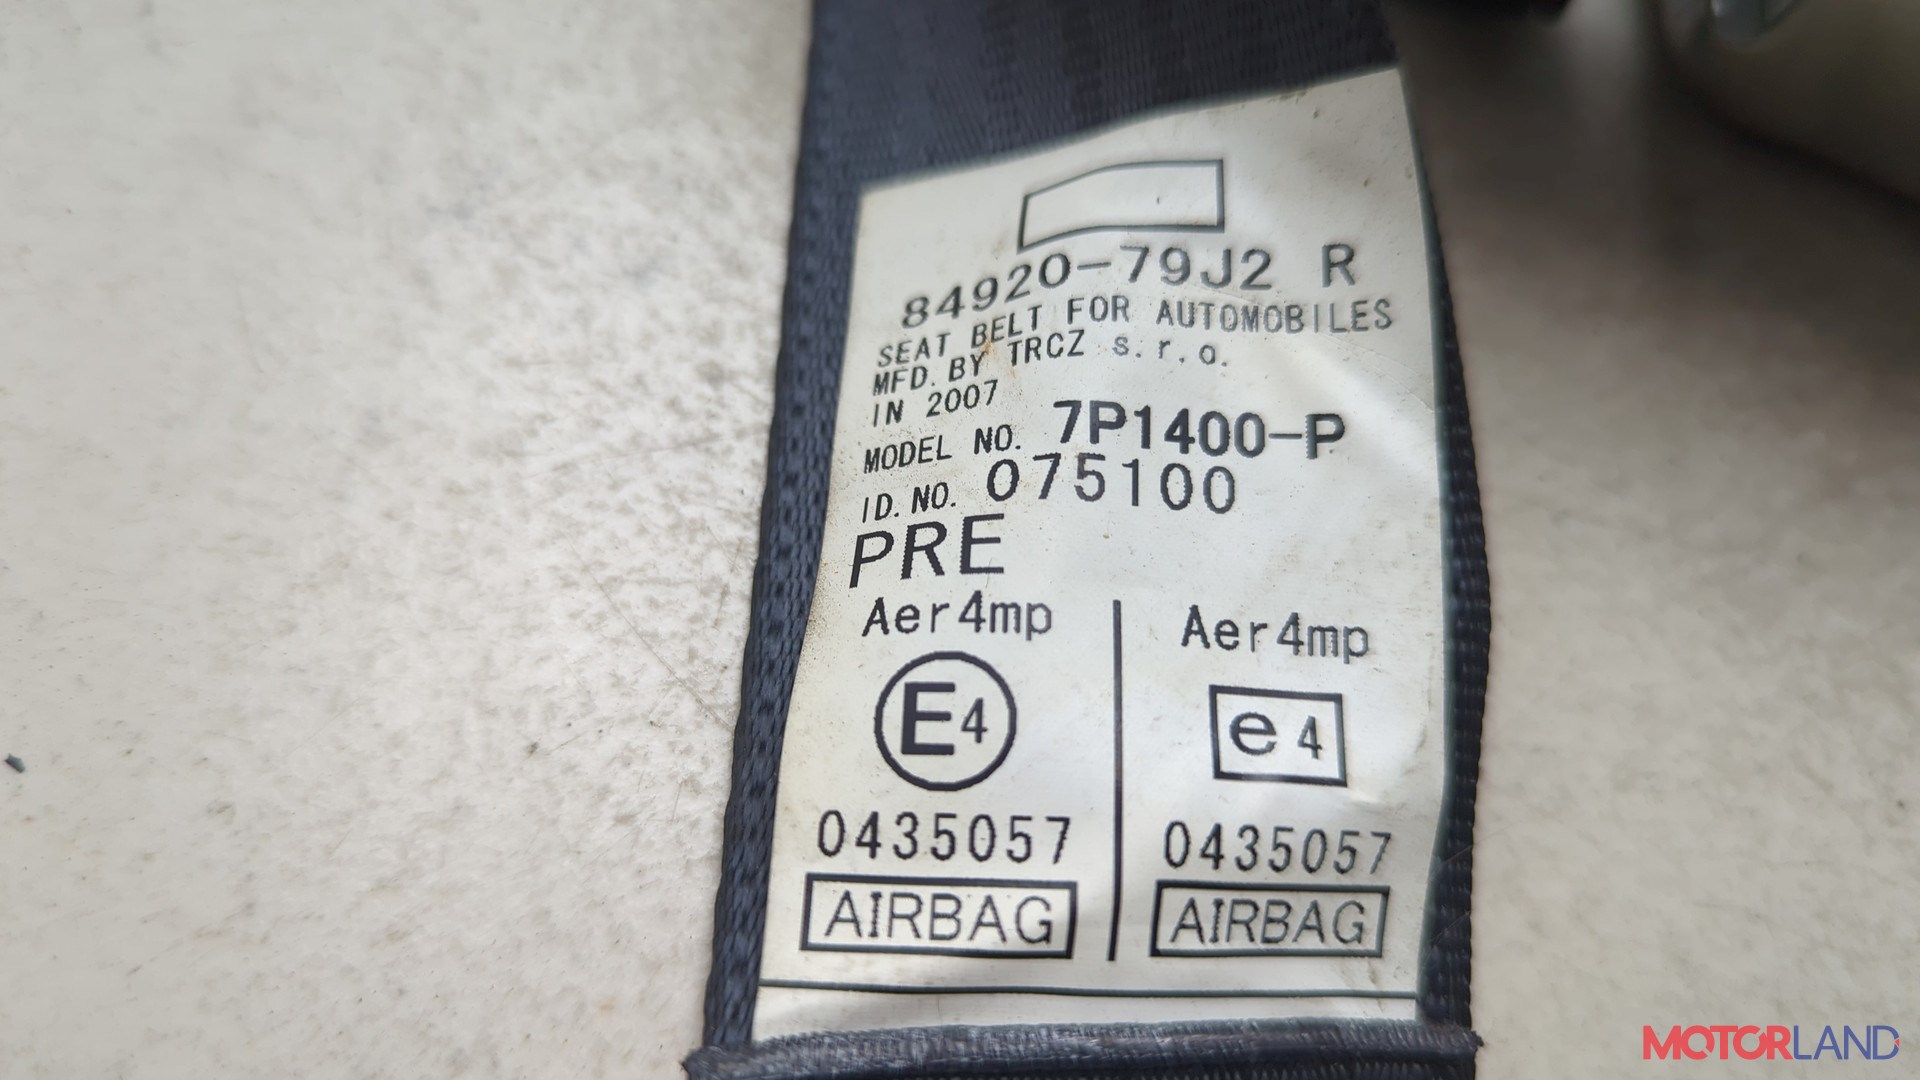 84920-79J2 R
SEAT BELT FOR AUTOMOBILES
MFD. BY TRCZ s.r.o.
IN 2007
MODEL NO. 7P1400-P
ID. NO. 075100
PRE
Aer4mp Aer4mp
E4 e4
0435057 0435057
AIRBAG AIRBAG
MOTORLAND